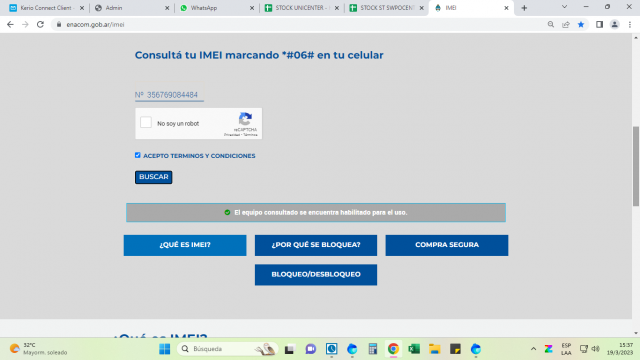 Kerio Connect Client
Admin
WhatsApp
STOCK UNICENTER -
STOCK ST SWPOCENT
IMEI
enacom.gob.ar/imei
Consultá tu IMEI marcando *#06# en tu celular
Nº 356769084484
No soy un robot
reCAPTCHA
Privacidad - Términos
ACEPTO TERMINOS Y CONDICIONES
BUSCAR
El equipo consultado se encuentra habilitado para el uso.
¿QUÉ ES IMEI?
¿POR QUÉ SE BLOQUEA?
COMPRA SEGURA
BLOQUEO/DESBLOQUEO
¿Qué es IMEI?
32°C
Mayorm. soleado
Búsqueda
ESP
LAA
15:37
19/3/2023